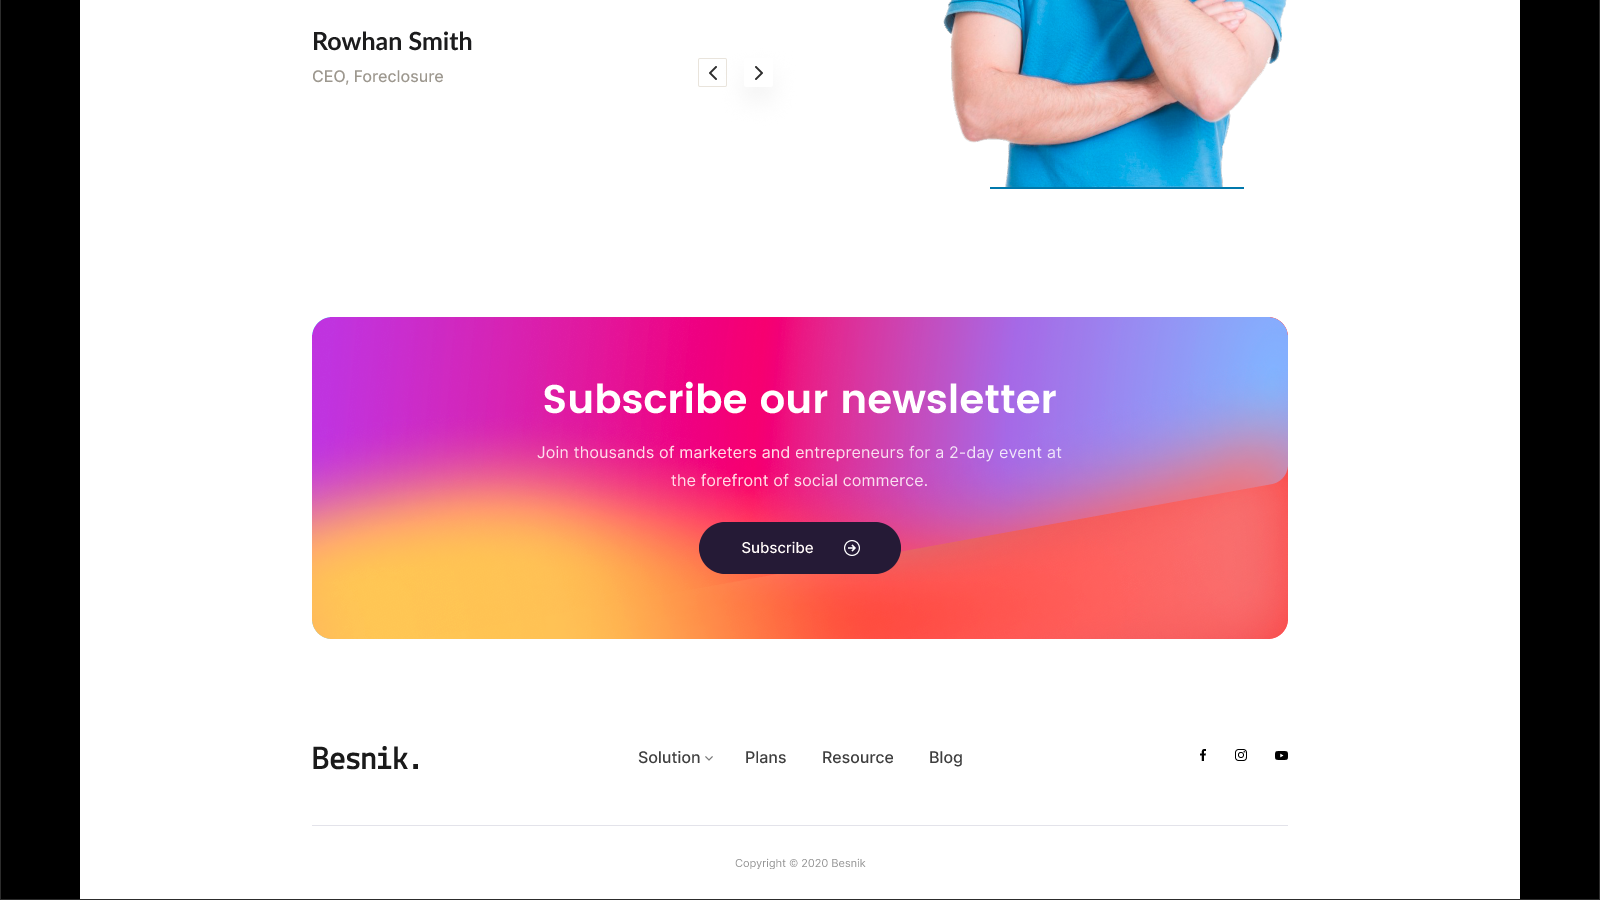 Rowhan Smith
CEO, Foreclosure
Subscribe our newsletter
Join thousands of marketers and entrepreneurs for a 2-day event at
the forefront of social commerce.
Subscribe
Besnik.
Solution
Plans
Resource
Blog
Copyright © 2020 Besnik